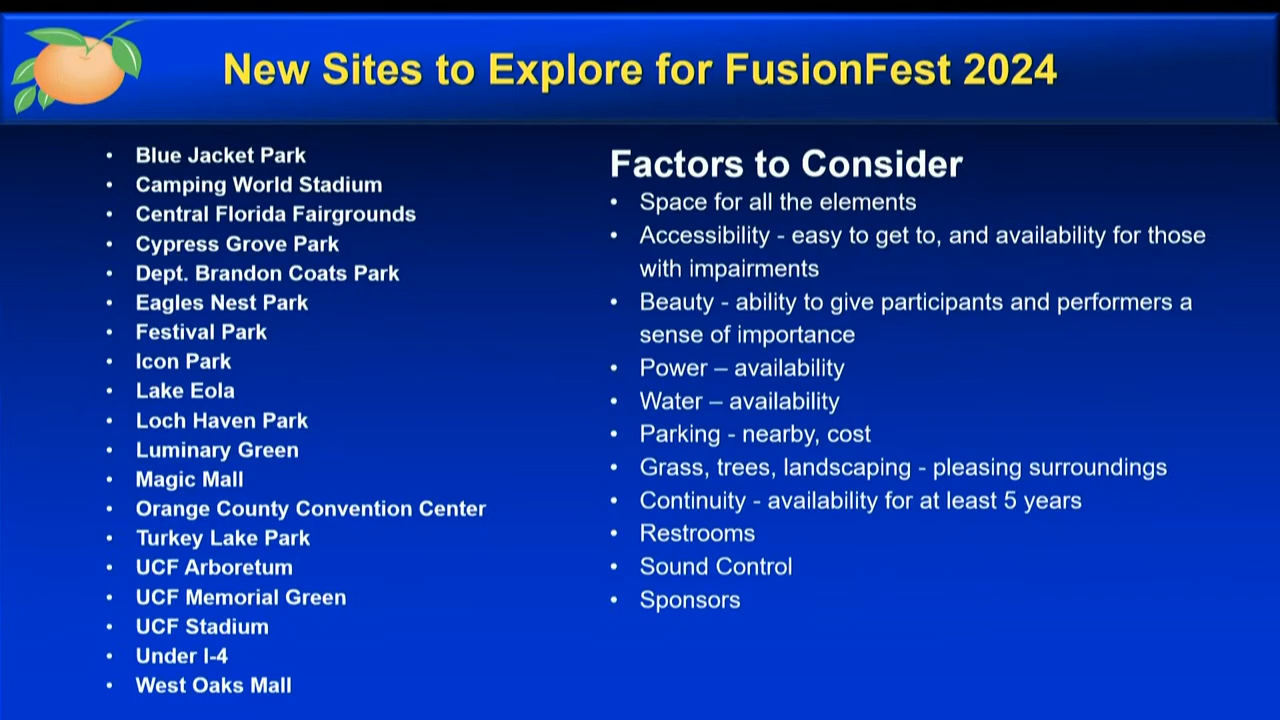 New Sites to Explore for FusionFest 2024
• Blue Jacket Park
• Camping World Stadium
• Central Florida Fairgrounds
• Cypress Grove Park
• Dept. Brandon Coats Park
• Eagles Nest Park
• Festival Park
• Icon Park
• Lake Eola
• Loch Haven Park
• Luminary Green
• Magic Mall
• Orange County Convention Center
• Turkey Lake Park
• UCF Arboretum
• UCF Memorial Green
• UCF Stadium
• Under I-4
• West Oaks Mall
Factors to Consider
• Space for all the elements
• Accessibility - easy to get to, and availability for those
with impairments
• Beauty - ability to give participants and performers a
sense of importance
• Power – availability
• Water – availability
• Parking - nearby, cost
• Grass, trees, landscaping - pleasing surroundings
• Continuity - availability for at least 5 years
• Restrooms
• Sound Control
• Sponsors